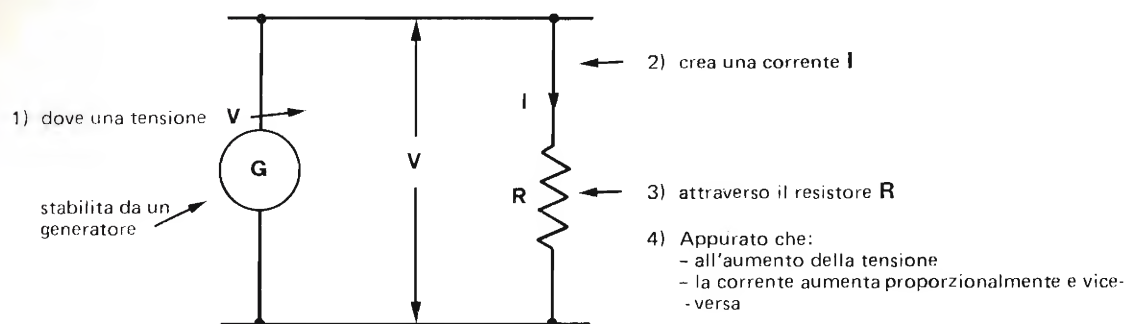 1) dove una tensione V
G
stabilita da un
generatore
V
I
R
2) crea una corrente I
3) attraverso il resistore R
4) Appurato che:
– all'aumento della tensione
– la corrente aumenta proporzionalmente e vice-
- versa